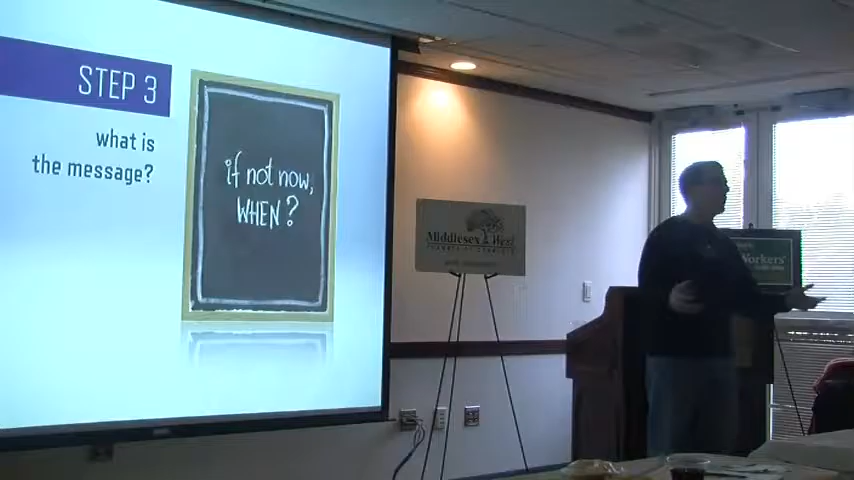 STEP 3
what is
the message?
if not now,
WHEN?
Middlesex West
Workers'